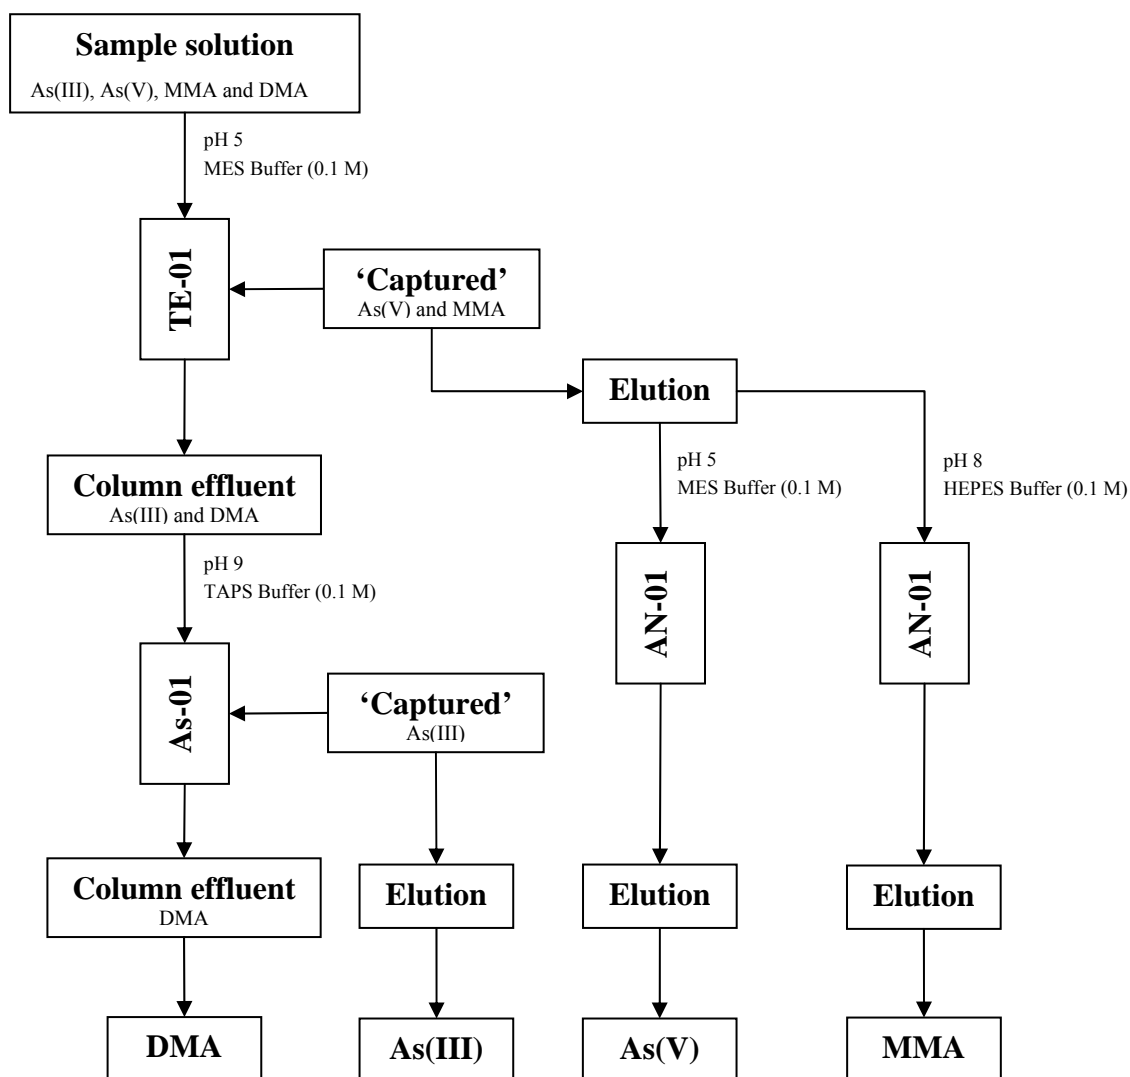 Sample solution
As(III), As(V), MMA and DMA
pH 5
MES Buffer (0.1 M)
TE-01
‘Captured’
As(V) and MMA
Elution
Column effluent
As(III) and DMA
pH 5
MES Buffer (0.1 M)
pH 8
HEPES Buffer (0.1 M)
pH 9
TAPS Buffer (0.1 M)
AN-01
AN-01
As-01
‘Captured’
As(III)
Column effluent
DMA
Elution
Elution
Elution
DMA
As(III)
As(V)
MMA